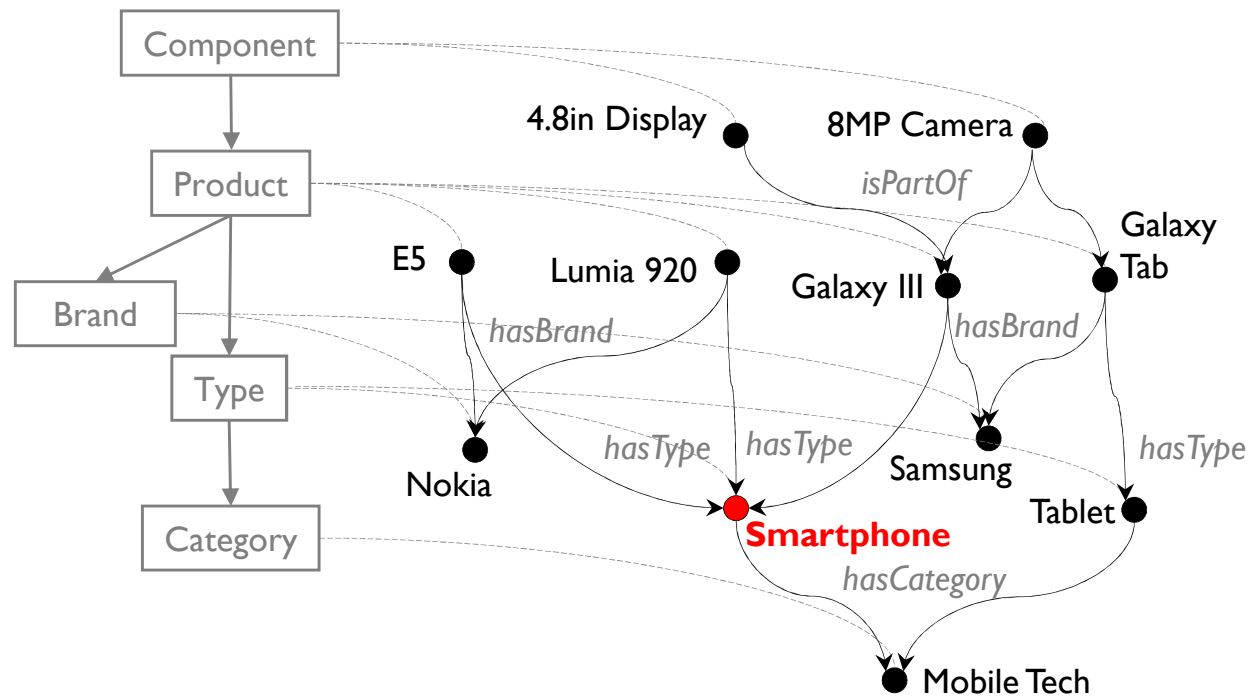 Component
4.8in Display
8MP Camera
Product
isPartOf
Galaxy
Tab
E5
Lumia 920
Galaxy III
Brand
hasBrand
hasBrand
Type
hasType
hasType
hasType
Nokia
Samsung
Tablet
Smartphone
Category
hasCategory
Mobile Tech